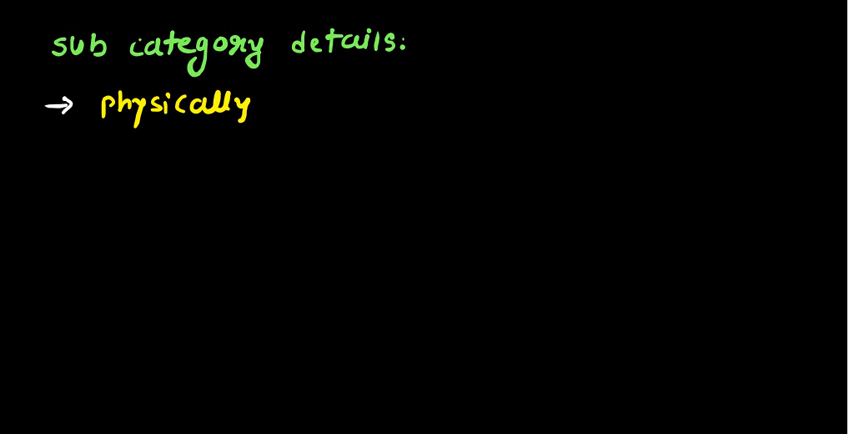 sub category details:
→ physically